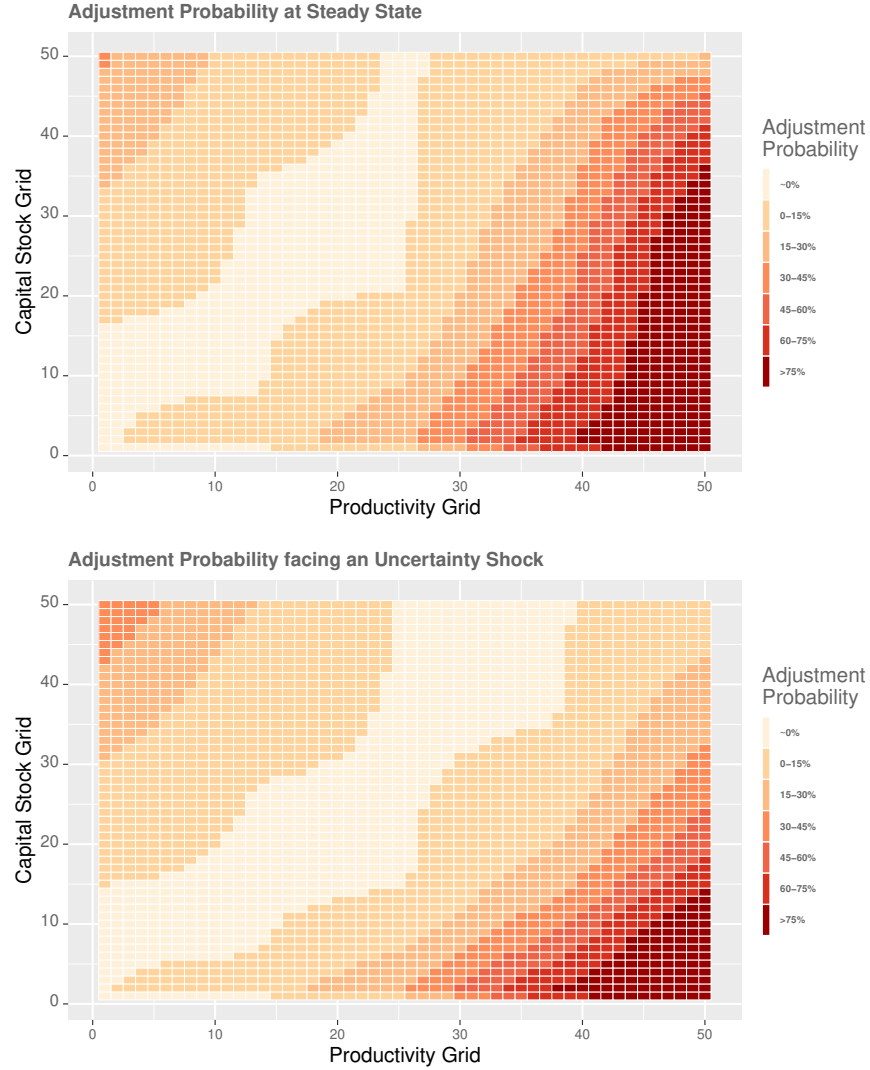 Adjustment Probability at Steady State
50
40
30
20
10
0
Capital Stock Grid
0 10 20 30 40 50
Productivity Grid
Adjustment
Probability
~0%
0–15%
15–30%
30–45%
45–60%
60–75%
>75%
Adjustment Probability facing an Uncertainty Shock
50
40
30
20
10
0
Capital Stock Grid
0 10 20 30 40 50
Productivity Grid
Adjustment
Probability
~0%
0–15%
15–30%
30–45%
45–60%
60–75%
>75%